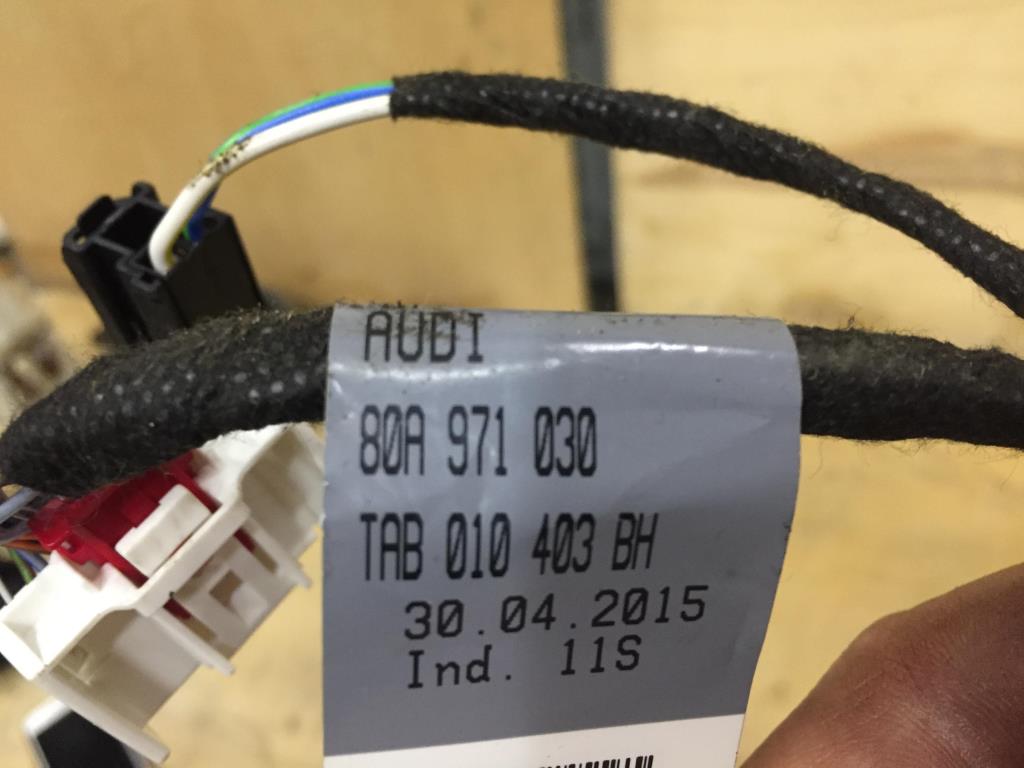 AUDI
80A 971 030
TAB 010 403 BH
30.04.2015
Ind. 11S